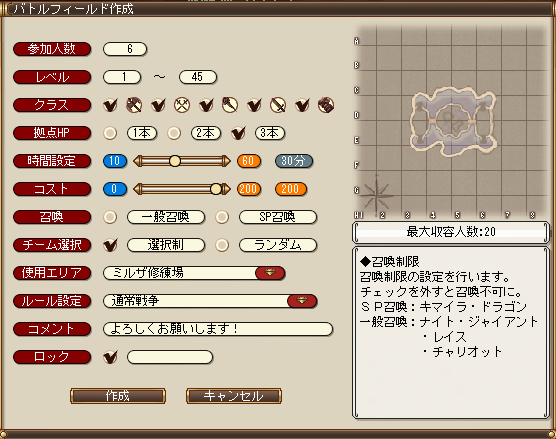 バトルフィールド作成
参加人数 6
レベル 1 ～ 45
クラス
拠点HP 1本 2本 3本
時間設定 10 60 30分
コスト 0 200 200
召喚 一般召喚 SP召喚
チーム選択 選択制 ランダム
使用エリア ミルザ修練場
ルール設定 通常戦争
コメント よろしくお願いします！
ロック
作成 キャンセル
A
B
C
D
E
F
G
H1 2 3 4 5 6 7 8
最大収容人数:20
◆召喚制限
召喚制限の設定を行います。
チェックを外すと召喚不可に。
ＳＰ召喚：キマイラ・ドラゴン
一般召喚：ナイト・ジャイアント
・レイス
・チャリオット